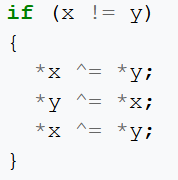 if (x != y)
{
  *x ^= *y;
  *y ^= *x;
  *x ^= *y;
}